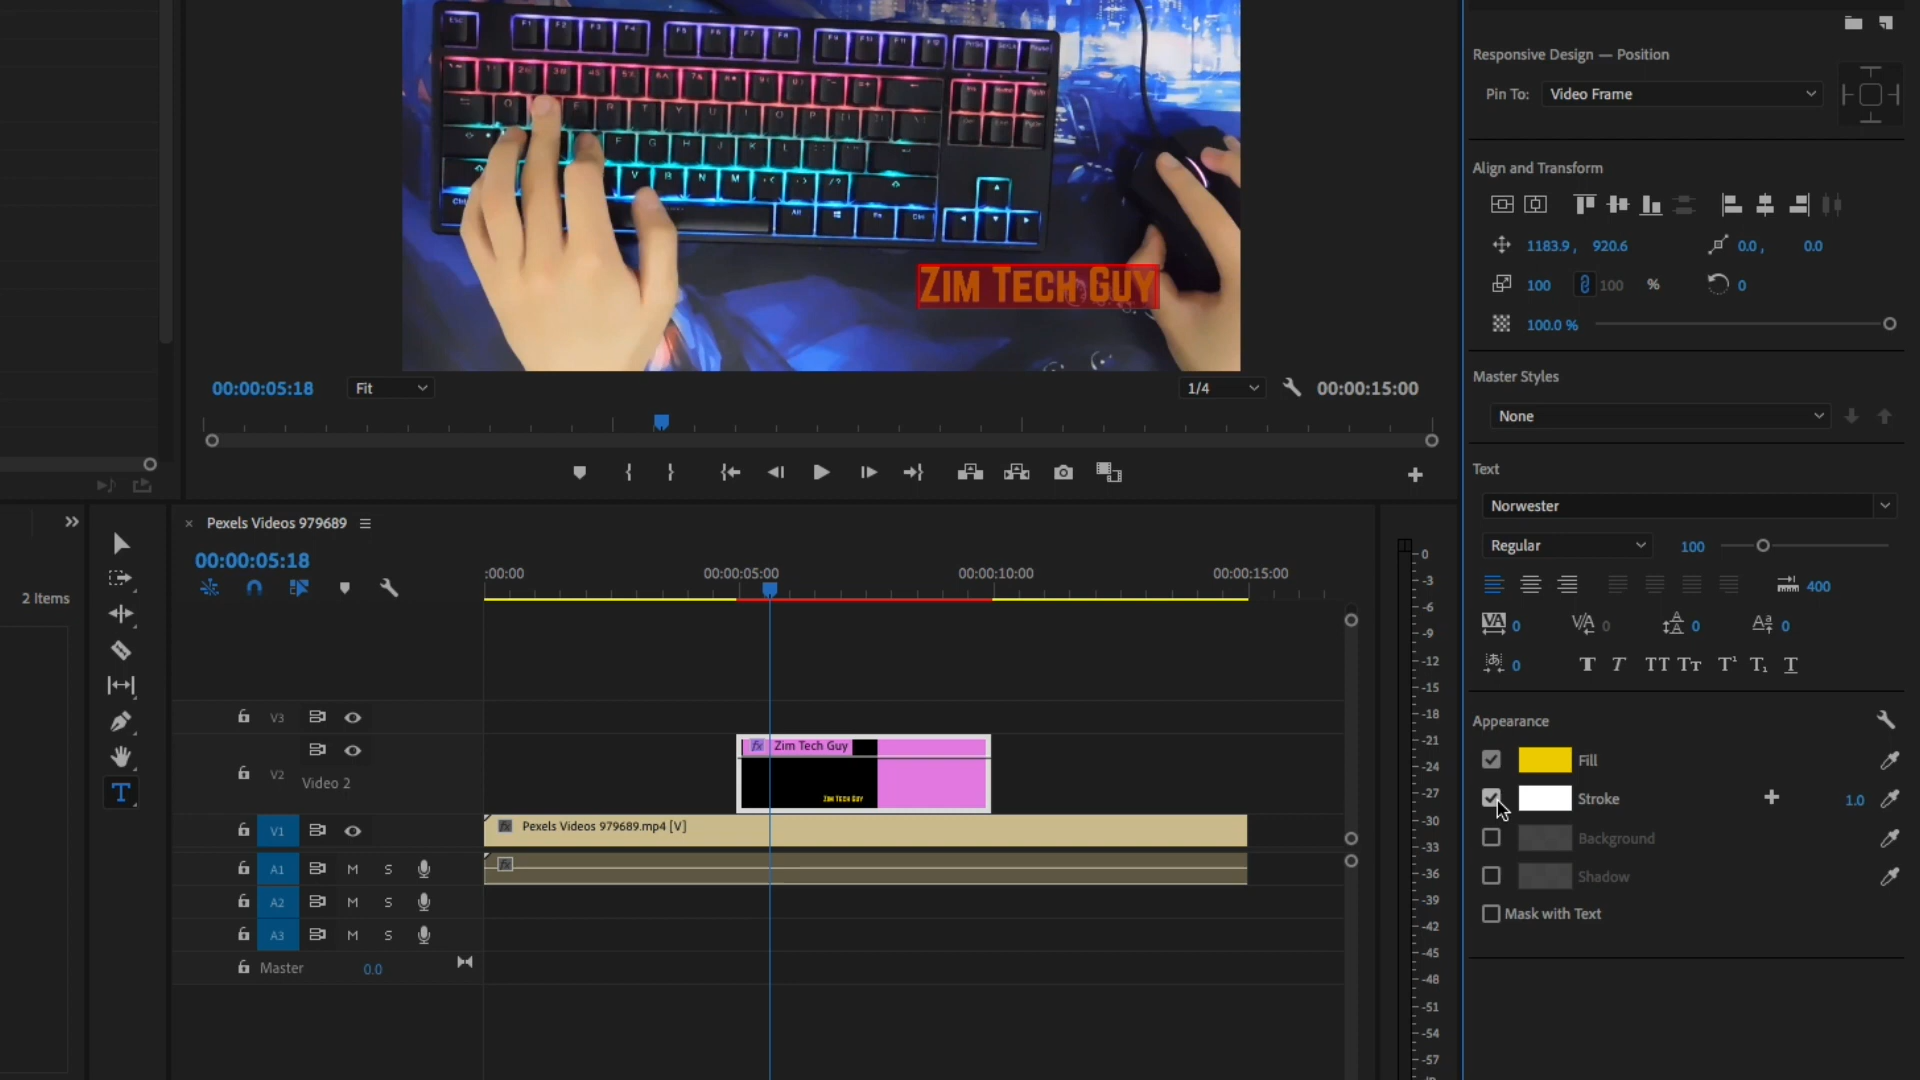 Responsive Design — Position
Pin To: Video Frame
Align and Transform
1183.9 , 920.6 0.0 , 0.0
100 100 % 0
100.0 %
Master Styles
None
Text
Norwester
Regular 100
400
0 0 0 0
0
Appearance
Fill
Stroke 1.0
Background
Shadow
Mask with Text
Zim Tech Guy
00:00:05:18 Fit 1/4 00:00:15:00
2 Items
Pexels Videos 979689
00:00:05:18
:00:00 00:00:05:00 00:00:10:00 00:00:15:00
V3
V2 Video 2
Zim Tech Guy
Zim Tech Guy
V1 Pexels Videos 979689.mp4 [V]
A1 M S
A2 M S
A3 M S
Master 0.0
0
-3
-6
-9
-12
-15
-18
-21
-24
-27
-30
-33
-36
-39
-42
-45
-48
-51
-54
-57